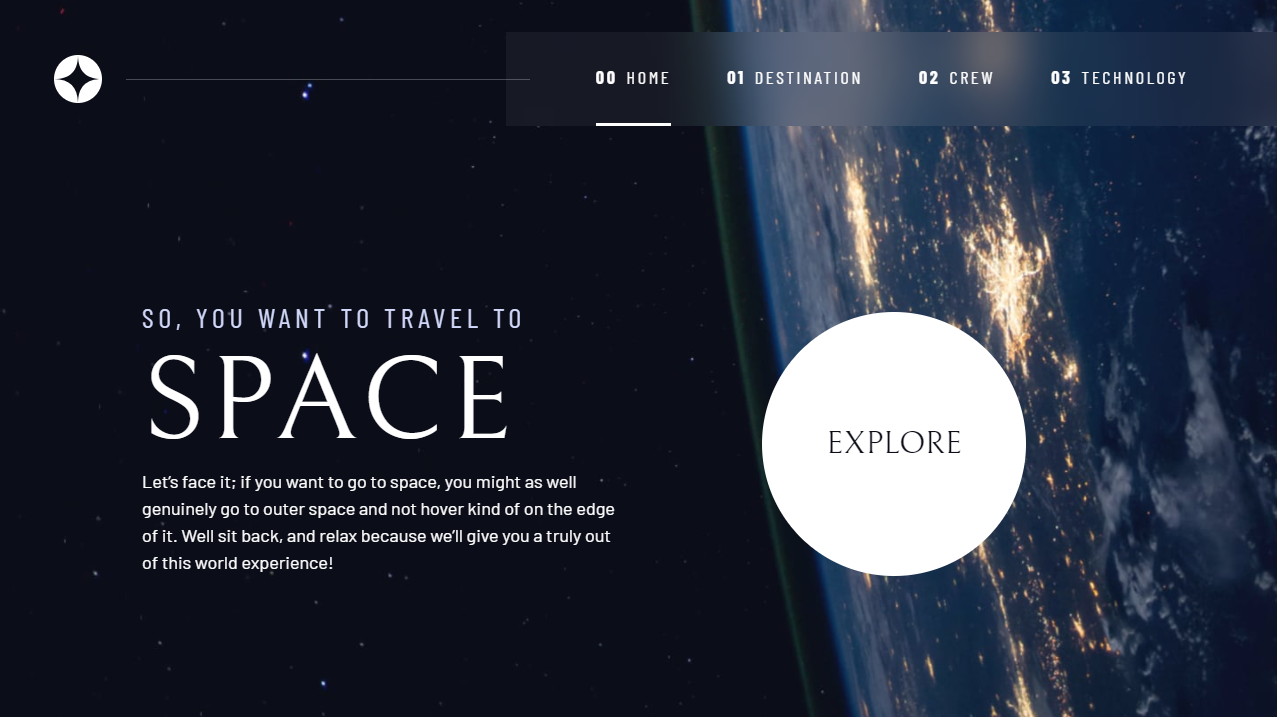 00 HOME 01 DESTINATION 02 CREW 03 TECHNOLOGY
SO, YOU WANT TO TRAVEL TO
SPACE
Let’s face it; if you want to go to space, you might as well
genuinely go to outer space and not hover kind of on the edge
of it. Well sit back, and relax because we’ll give you a truly out
of this world experience!
EXPLORE